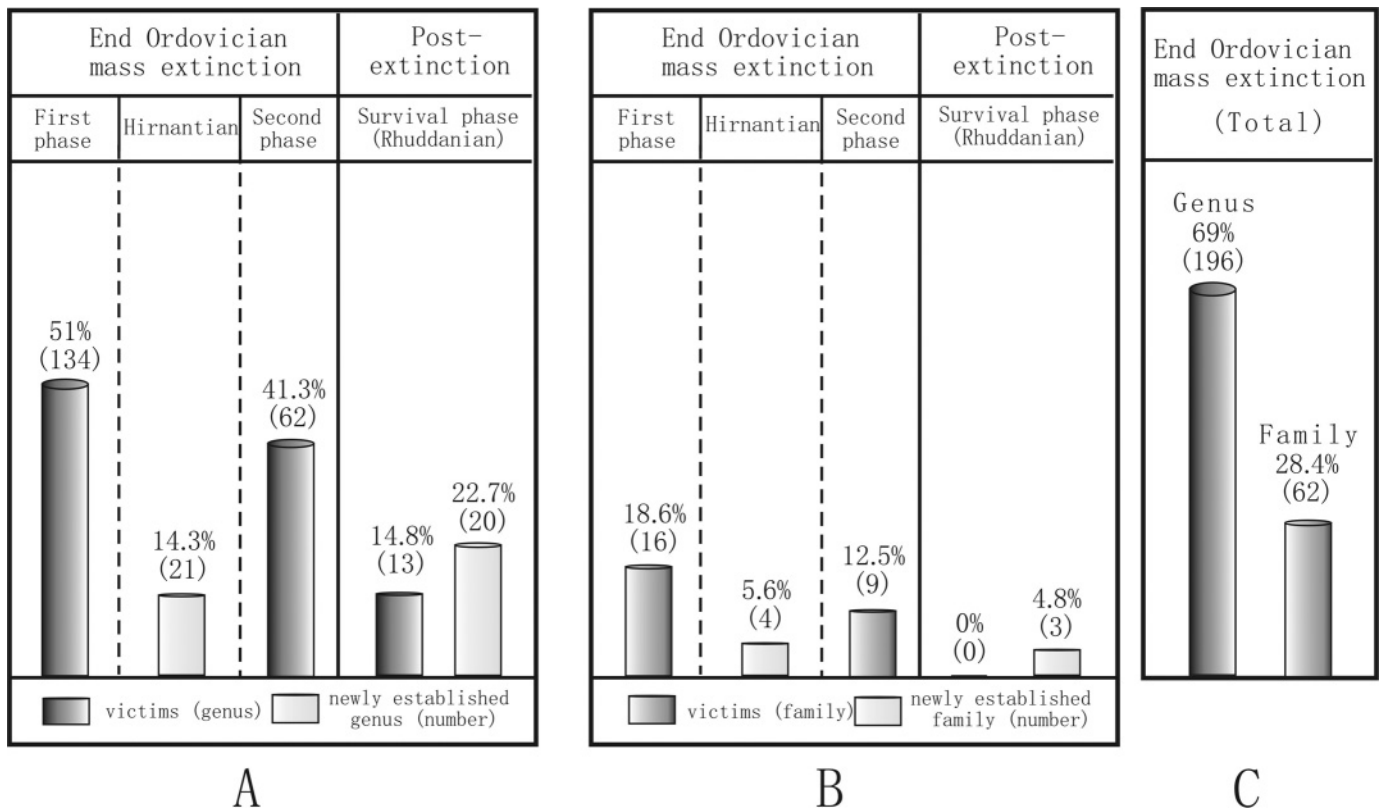 End Ordovician
mass extinction
Post-
extinction
First
phase
Hirnantian
Second
phase
Survival phase
(Rhuddanian)
51%
(134)
14.3%
(21)
41.3%
(62)
14.8%
(13)
22.7%
(20)
victims (genus)
newly established
genus (number)
A
End Ordovician
mass extinction
Post-
extinction
First
phase
Hirnantian
Second
phase
Survival phase
(Rhuddanian)
18.6%
(16)
5.6%
(4)
12.5%
(9)
0%
(0)
4.8%
(3)
victims (family)
newly established
family (number)
B
End Ordovician
mass extinction
(Total)
Genus
69%
(196)
Family
28.4%
(62)
C